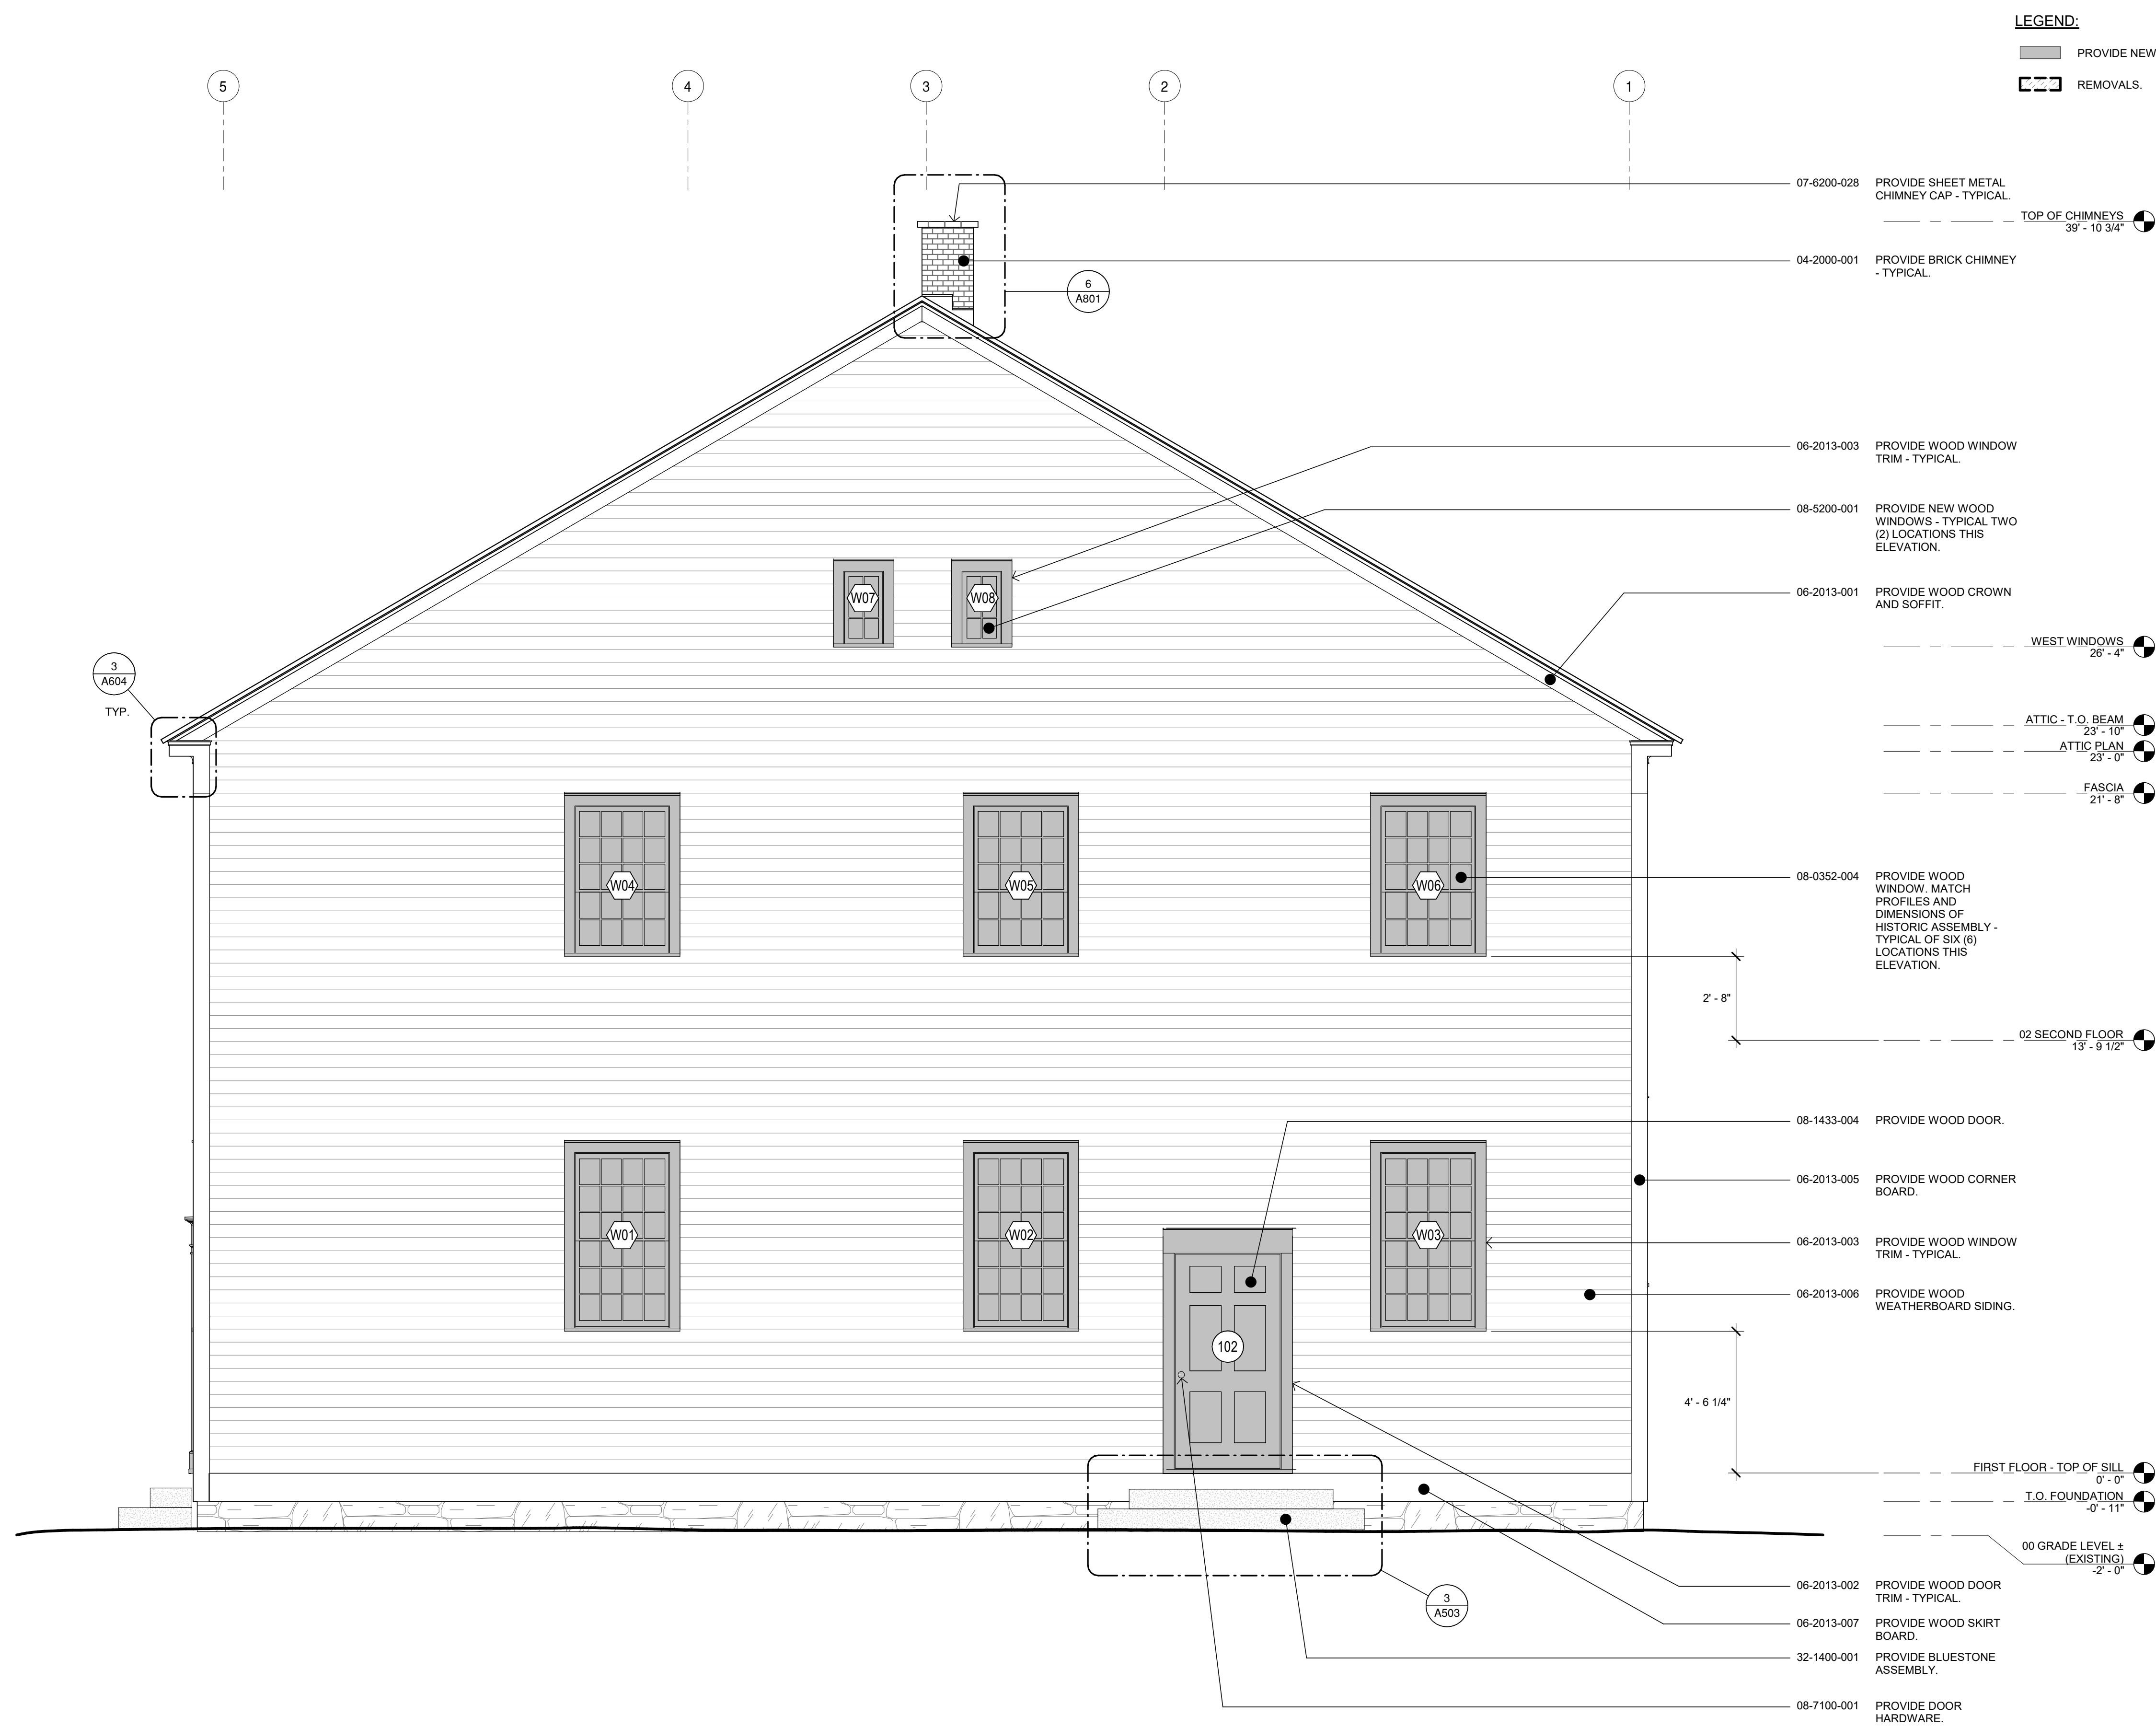 LEGEND:
PROVIDE NEW
REMOVALS.
5
4
3
2
1
07-6200-028 PROVIDE SHEET METAL
CHIMNEY CAP - TYPICAL.
TOP OF CHIMNEYS
39' - 10 3/4"
04-2000-001 PROVIDE BRICK CHIMNEY
- TYPICAL.
6
A801
06-2013-003 PROVIDE WOOD WINDOW
TRIM - TYPICAL.
08-5200-001 PROVIDE NEW WOOD
WINDOWS - TYPICAL TWO
(2) LOCATIONS THIS
ELEVATION.
W07
W08
06-2013-001 PROVIDE WOOD CROWN
AND SOFFIT.
WEST WINDOWS
26' - 4"
3
A604
TYP.
ATTIC - T.O. BEAM
23' - 10"
ATTIC PLAN
23' - 0"
FASCIA
21' - 8"
W04
W05
W06
08-0352-004 PROVIDE WOOD
WINDOW. MATCH
PROFILES AND
DIMENSIONS OF
HISTORIC ASSEMBLY -
TYPICAL OF SIX (6)
LOCATIONS THIS
ELEVATION.
2' - 8"
02 SECOND FLOOR
13' - 9 1/2"
08-1433-004 PROVIDE WOOD DOOR.
06-2013-005 PROVIDE WOOD CORNER
BOARD.
W01
W02
W03
06-2013-003 PROVIDE WOOD WINDOW
TRIM - TYPICAL.
06-2013-006 PROVIDE WOOD
WEATHERBOARD SIDING.
102
4' - 6 1/4"
FIRST FLOOR - TOP OF SILL
0' - 0"
T.O. FOUNDATION
-0' - 11"
00 GRADE LEVEL ±
(EXISTING)
-2' - 0"
3
A503
06-2013-002 PROVIDE WOOD DOOR
TRIM - TYPICAL.
06-2013-007 PROVIDE WOOD SKIRT
BOARD.
32-1400-001 PROVIDE BLUESTONE
ASSEMBLY.
08-7100-001 PROVIDE DOOR
HARDWARE.